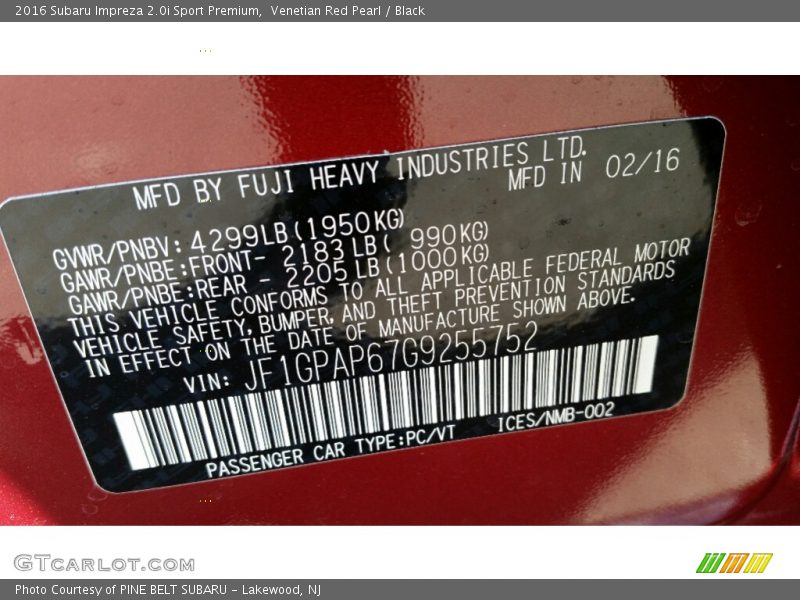 2016 Subaru Impreza 2.0i Sport Premium,  Venetian Red Pearl / Black
MFD BY FUJI HEAVY INDUSTRIES LTD.
MFD IN 02/16
GVWR/PNBV: 4299LB (1950KG)
GAWR/PNBE:FRONT- 2183 LB ( 990KG)
GAWR/PNBE:REAR - 2205 LB (1000KG)
THIS VEHICLE CONFORMS TO ALL APPLICABLE FEDERAL MOTOR
VEHICLE SAFETY, BUMPER, AND THEFT PREVENTION STANDARDS
IN EFFECT ON THE DATE OF MANUFACTURE SHOWN ABOVE.
VIN: JF1GPAP67G9255752
PASSENGER CAR TYPE:PC/VT ICES/NMB-002
GTCARLOT.COM
Photo Courtesy of PINE BELT SUBARU - Lakewood, NJ